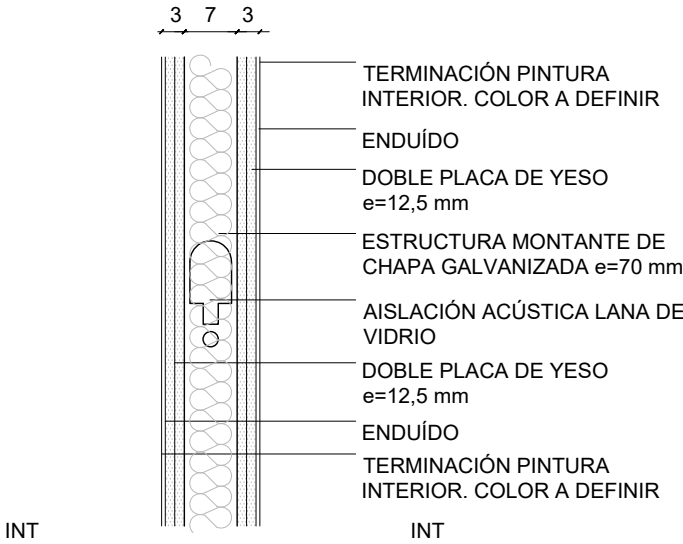 3 7 3
TERMINACIÓN PINTURA
INTERIOR. COLOR A DEFINIR
ENDUÍDO
DOBLE PLACA DE YESO
e=12,5 mm
ESTRUCTURA MONTANTE DE
CHAPA GALVANIZADA e=70 mm
AISLACIÓN ACÚSTICA LANA DE
VIDRIO
DOBLE PLACA DE YESO
e=12,5 mm
ENDUÍDO
TERMINACIÓN PINTURA
INTERIOR. COLOR A DEFINIR
INT INT